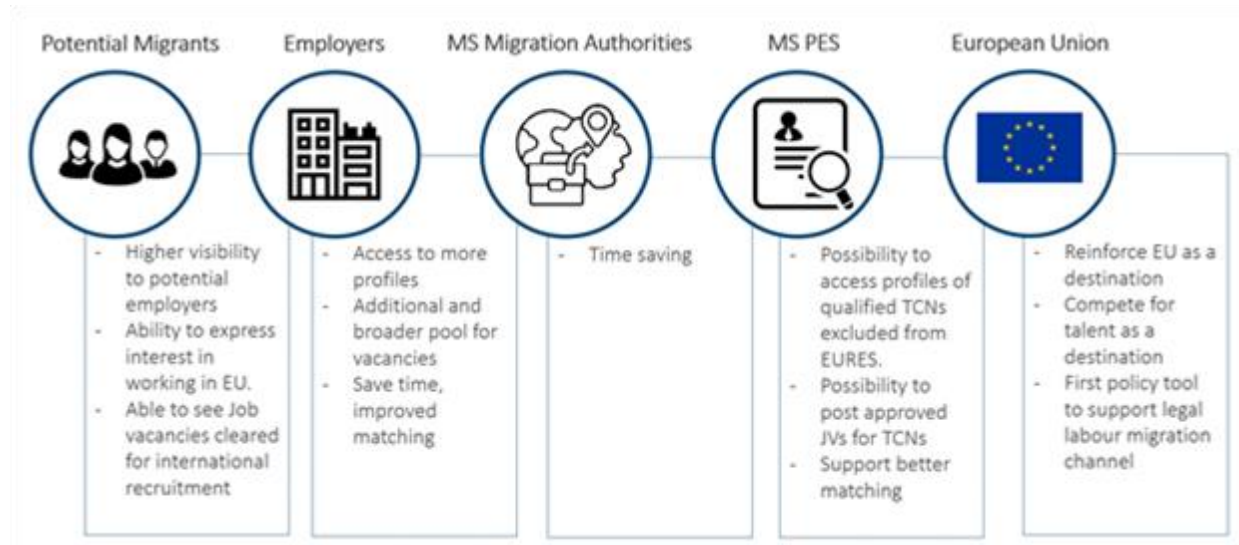 Potential Migrants
Employers
MS Migration Authorities
MS PES
European Union
- Higher visibility
to potential
employers
- Ability to express
interest in
working in EU.
- Able to see Job
vacancies cleared
for international
recruitment
- Access to more
profiles
- Additional and
broader pool for
vacancies
- Save time,
improved
matching
- Time saving
- Possibility to
access profiles of
qualified TCNs
excluded from
EURES.
- Possibility to
post approved
JVs for TCNs
- Support better
matching
- Reinforce EU as a
destination
- Compete for
talent as a
destination
- First policy tool
to support legal
labour migration
channel